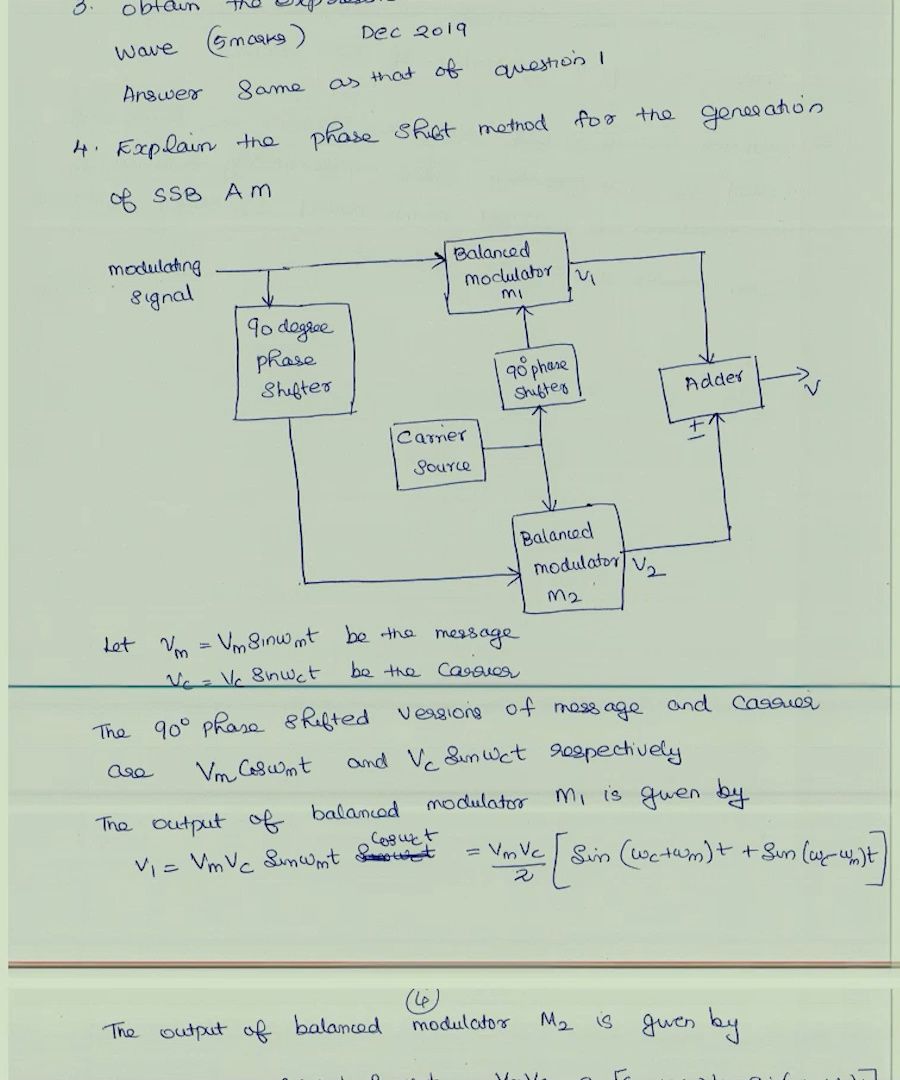 3. obtain the
Wave (5marks) Dec 2019
Answer Same as that of question 1
4. Explain the phase Shift method for the generation
of SSB AM
modulating
signal
Balanced
modulator
M1
V1
90 degree
phase
Shifter
90° phase
Shifter
Adder
V
±
Carrier
Source
Balanced
modulator
M2
V2
Let Vm = Vm Sinωmt be the message
Vc = Vc Sinωct be the Carrier
The 90° phase shifted versions of message and Carrier
are Vm Cosωmt and Vc Sinωct respectively
The output of balanced modulator M1 is given by
V1 = VmVc Sinωmt Cosωct = VmVc/2 [Sin (ωc+ωm)t + Sin (ωc-ωm)t]
(4)
The output of balanced modulator M2 is given by